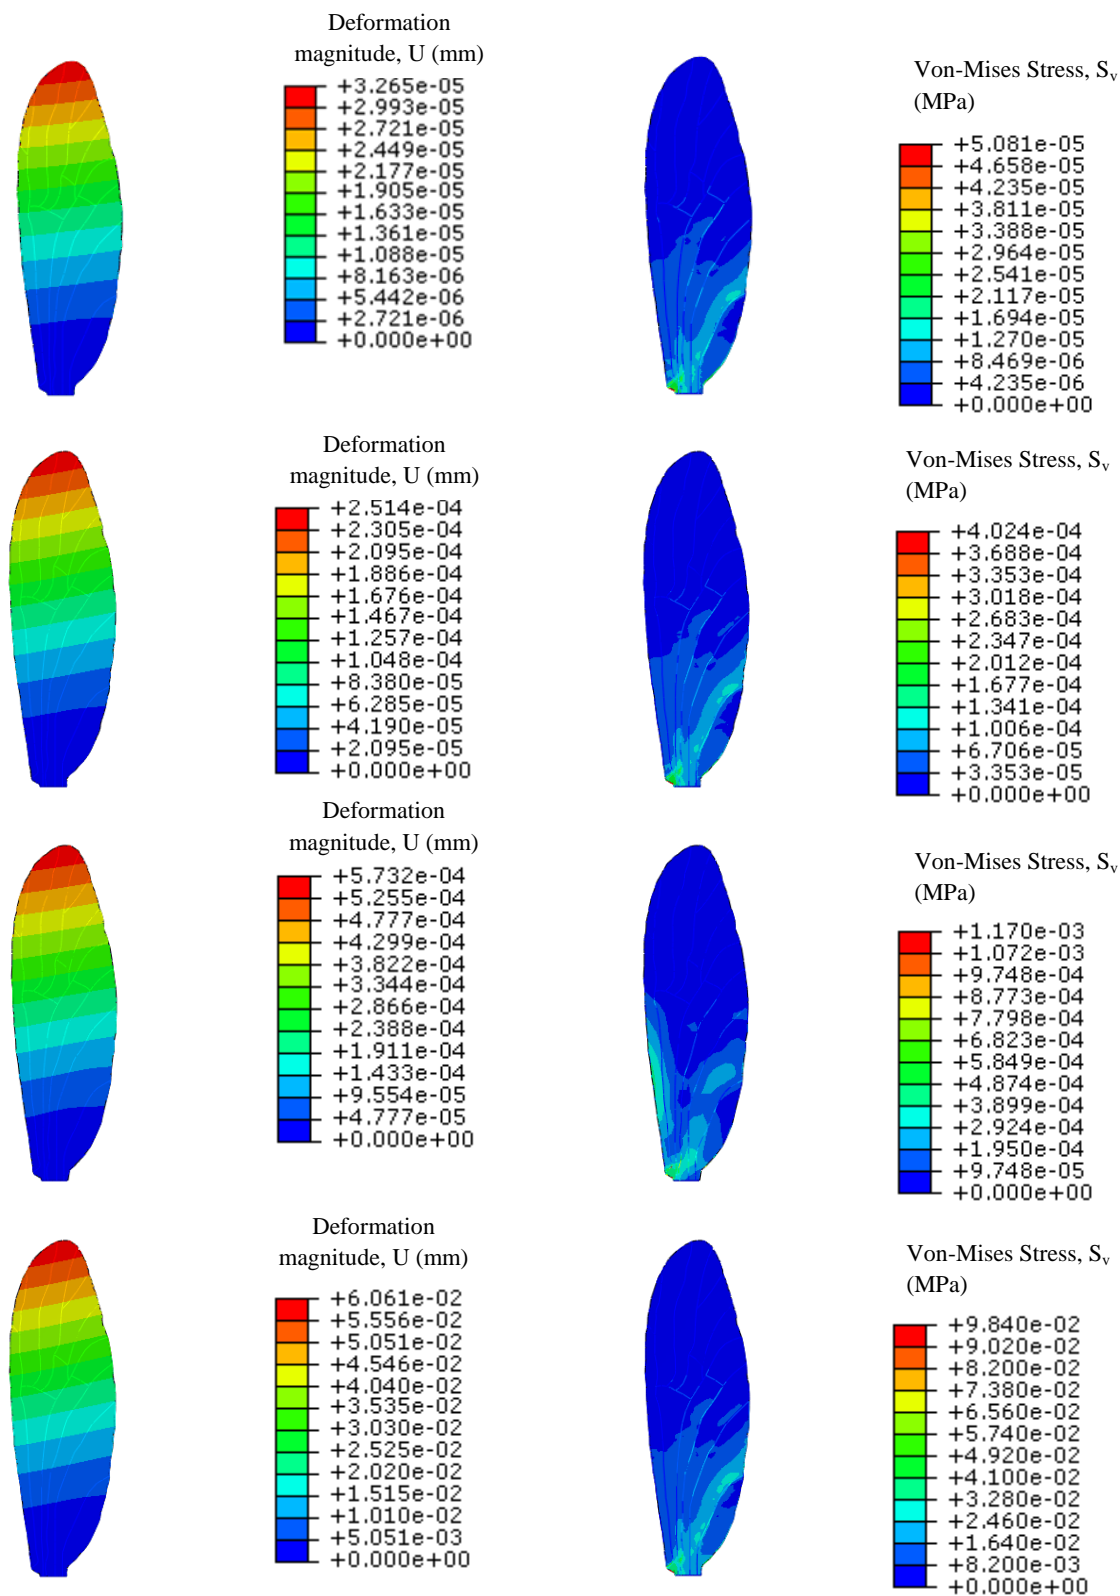 Deformation
magnitude, U (mm)
+3.265e-05
+2.993e-05
+2.721e-05
+2.449e-05
+2.177e-05
+1.905e-05
+1.633e-05
+1.361e-05
+1.088e-05
+8.163e-06
+5.442e-06
+2.721e-06
+0.000e+00
Von-Mises Stress, Sv
(MPa)
+5.081e-05
+4.658e-05
+4.235e-05
+3.811e-05
+3.388e-05
+2.964e-05
+2.541e-05
+2.117e-05
+1.694e-05
+1.270e-05
+8.469e-06
+4.235e-06
+0.000e+00
Deformation
magnitude, U (mm)
+2.514e-04
+2.305e-04
+2.095e-04
+1.886e-04
+1.676e-04
+1.467e-04
+1.257e-04
+1.048e-04
+8.380e-05
+6.285e-05
+4.190e-05
+2.095e-05
+0.000e+00
Von-Mises Stress, Sv
(MPa)
+4.024e-04
+3.688e-04
+3.353e-04
+3.018e-04
+2.683e-04
+2.347e-04
+2.012e-04
+1.677e-04
+1.341e-04
+1.006e-04
+6.706e-05
+3.353e-05
+0.000e+00
Deformation
magnitude, U (mm)
+5.732e-04
+5.255e-04
+4.777e-04
+4.299e-04
+3.822e-04
+3.344e-04
+2.866e-04
+2.388e-04
+1.911e-04
+1.433e-04
+9.554e-05
+4.777e-05
+0.000e+00
Von-Mises Stress, Sv
(MPa)
+1.170e-03
+1.072e-03
+9.748e-04
+8.773e-04
+7.798e-04
+6.823e-04
+5.849e-04
+4.874e-04
+3.899e-04
+2.924e-04
+1.950e-04
+9.748e-05
+0.000e+00
Deformation
magnitude, U (mm)
+6.061e-02
+5.556e-02
+5.051e-02
+4.546e-02
+4.040e-02
+3.535e-02
+3.030e-02
+2.525e-02
+2.020e-02
+1.515e-02
+1.010e-02
+5.051e-03
+0.000e+00
Von-Mises Stress, Sv
(MPa)
+9.840e-02
+9.020e-02
+8.200e-02
+7.380e-02
+6.560e-02
+5.740e-02
+4.920e-02
+4.100e-02
+3.280e-02
+2.460e-02
+1.640e-02
+8.200e-03
+0.000e+00